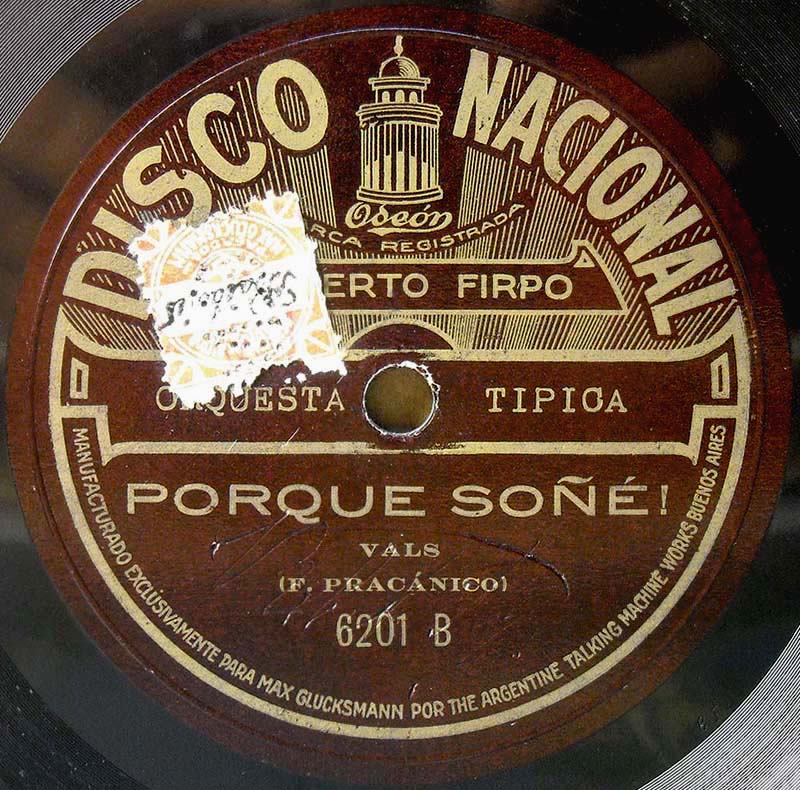 DISCO NACIONAL
Odeón
ARCA REGISTRADA
ERTO FIRPO
ORQUESTA TIPICA
PORQUE SOÑÉ!
VALS
(F. PRACÁNICO)
6201 B
MANUFACTURADO EXCLUSIVAMENTE PARA MAX GLUCKSMANN POR THE ARGENTINE TALKING MACHINE WORKS BUENOS AIRES